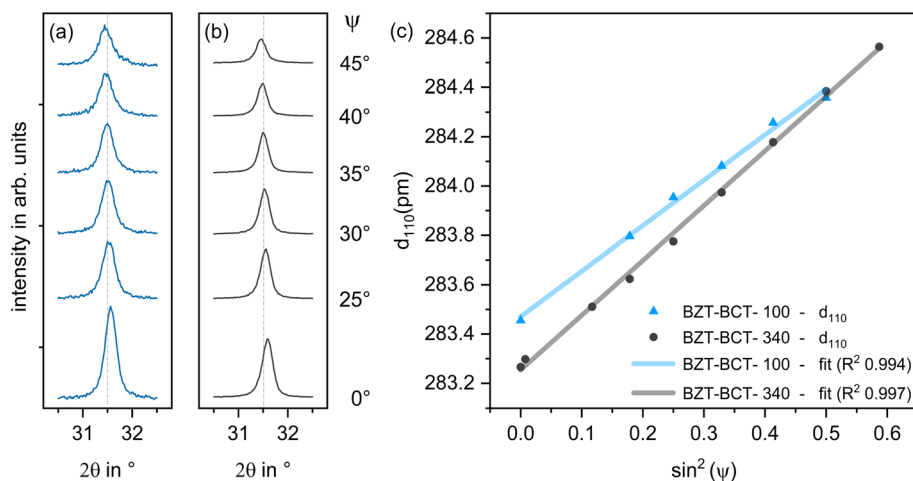 (a)
(b)
ψ
45°
40°
35°
30°
25°
0°
intensity in arb. units
31
32
2θ in °
31
32
2θ in °
(c)
284.6
284.4
284.2
284.0
283.8
283.6
283.4
283.2
d₁₁₀(pm)
BZT-BCT- 100 - d₁₁₀
BZT-BCT- 340 - d₁₁₀
BZT-BCT- 100 - fit (R² 0.994)
BZT-BCT- 340 - fit (R² 0.997)
0.0
0.1
0.2
0.3
0.4
0.5
0.6
sin² (ψ)